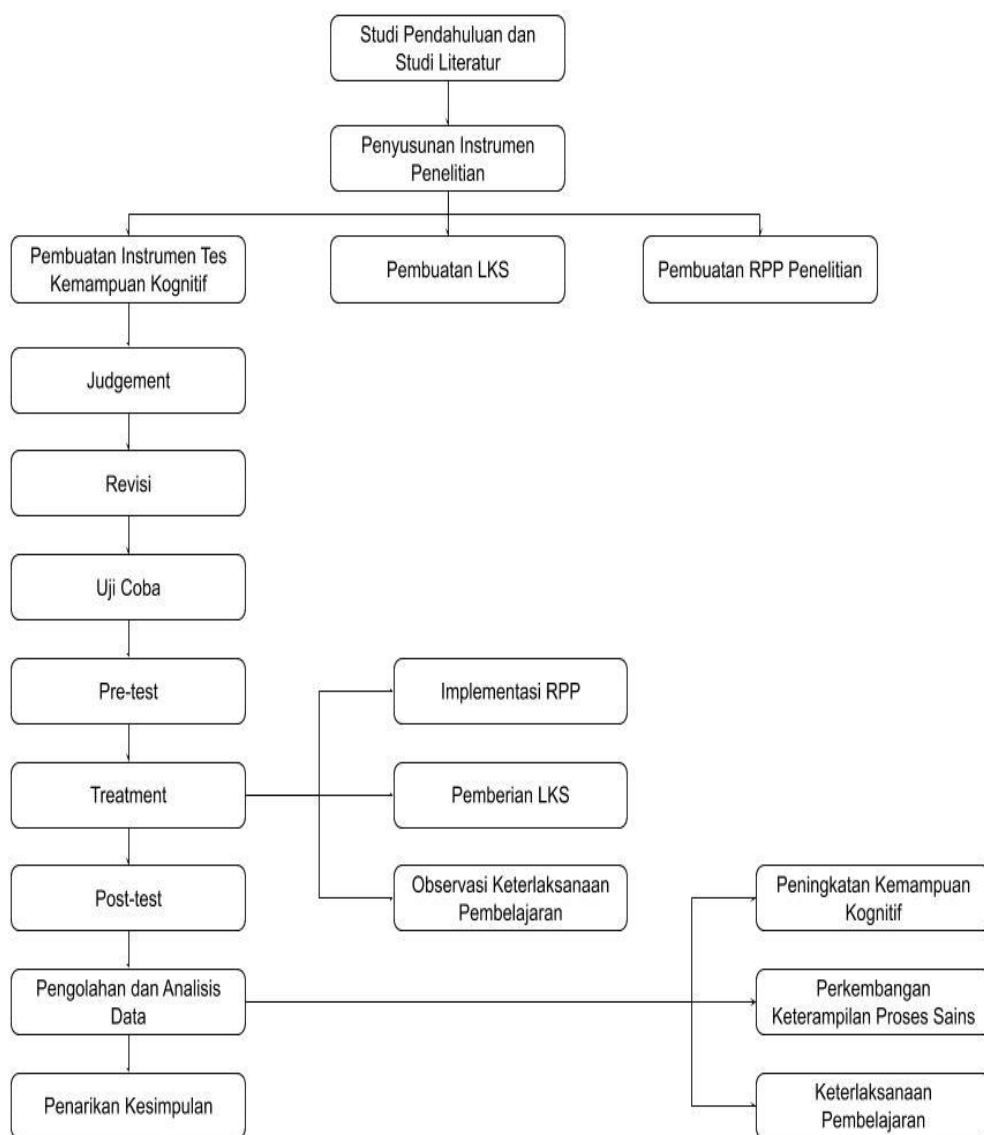 Studi Pendahuluan dan
Studi Literatur
Penyusunan Instrumen
Penelitian
Pembuatan Instrumen Tes
Kemampuan Kognitif
Pembuatan LKS
Pembuatan RPP Penelitian
Judgement
Revisi
Uji Coba
Pre-test
Implementasi RPP
Treatment
Pemberian LKS
Post-test
Observasi Keterlaksanaan
Pembelajaran
Peningkatan Kemampuan
Kognitif
Pengolahan dan Analisis
Data
Perkembangan
Keterampilan Proses Sains
Penarikan Kesimpulan
Keterlaksanaan
Pembelajaran